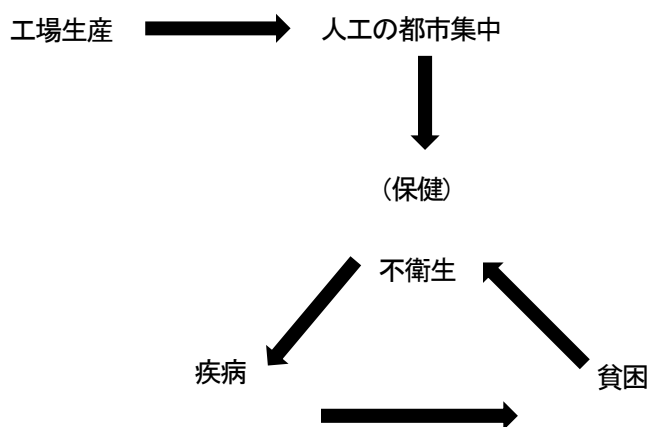 工場生産
人工の都市集中
(保健)
不衛生
疾病
貧困